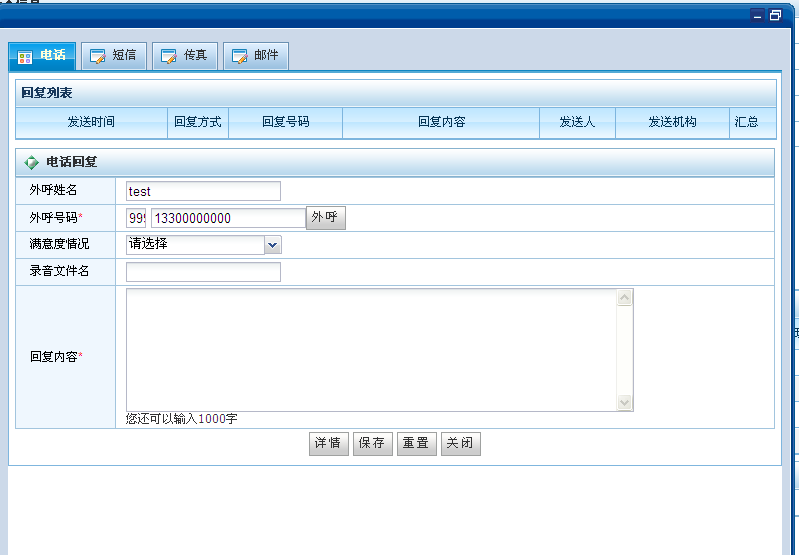 电话 短信 传真 邮件
回复列表
发送时间 回复方式 回复号码 回复内容 发送人 发送机构 汇总
电话回复
外呼姓名 test
外呼号码* 999 13300000000 外呼
满意度情况 请选择
录音文件名
回复内容*
您还可以输入1000字
详情 保存 重置 关闭